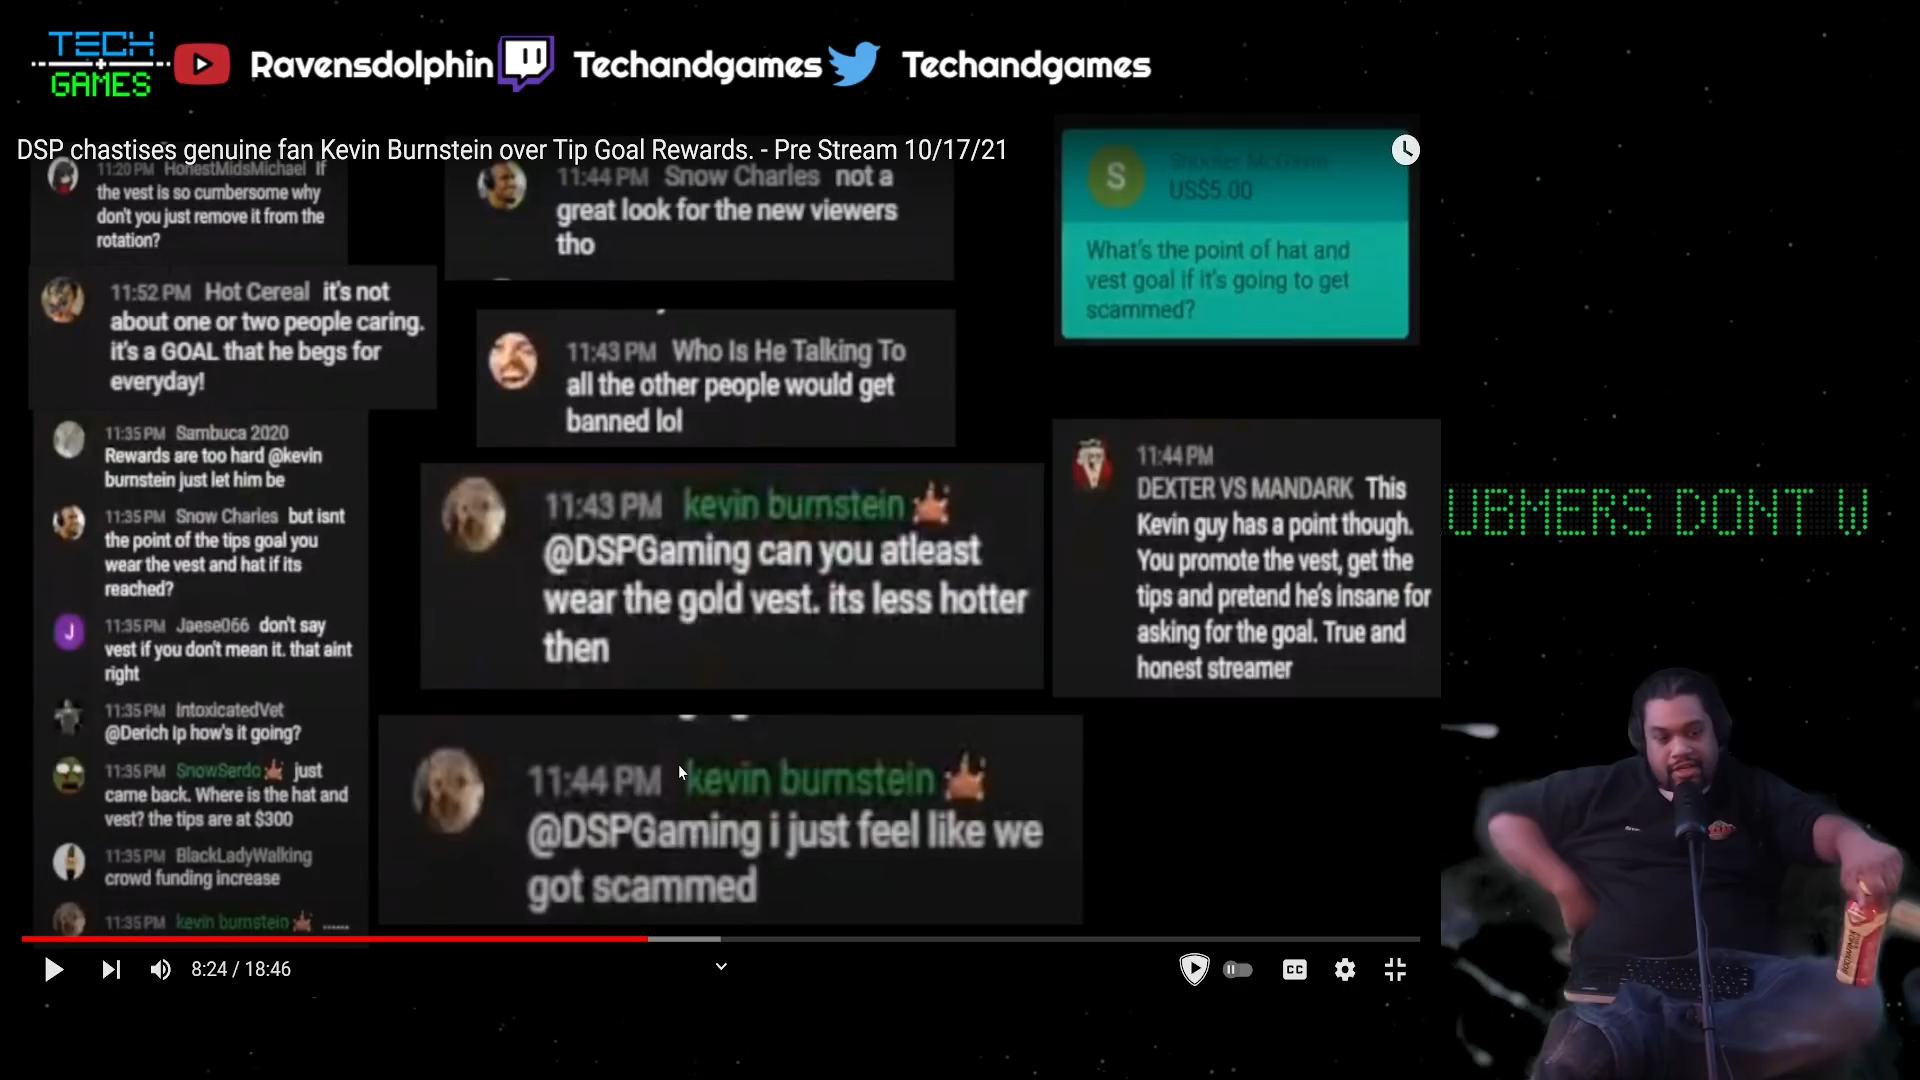 TECH
GAMES
Ravensdolphin
Techandgames
Techandgames
DSP chastises genuine fan Kevin Burnstein over Tip Goal Rewards. - Pre Stream 10/17/21
11:20 PM HonestMidsMichael If
the vest is so cumbersome why
don't you just remove it from the
rotation?
11:52 PM Hot Cereal it's not
about one or two people caring.
it's a GOAL that he begs for
everyday!
11:35 PM Sambuca 2020
Rewards are too hard @kevin
burnstein just let him be
11:35 PM Snow Charles but isnt
the point of the tips goal you
wear the vest and hat if its
reached?
J
11:35 PM Jaese066 don't say
vest if you don't mean it. that aint
right
11:35 PM IntoxicatedVet
@Derich lp how's it going?
11:35 PM SnowSerdo just
came back. Where is the hat and
vest? the tips are at $300
11:35 PM BlackLadyWalking
crowd funding increase
11:35 PM kevin burnstein ......
11:44 PM Snow Charles not a
great look for the new viewers
tho
11:43 PM Who Is He Talking To
all the other people would get
banned lol
11:43 PM kevin burnstein
@DSPGaming can you atleast
wear the gold vest. its less hotter
then
11:44 PM kevin burnstein
@DSPGaming i just feel like we
got scammed
S
Shooter McGavin
US$5.00
What's the point of hat and
vest goal if it's going to get
scammed?
11:44 PM
DEXTER VS MANDARK This
Kevin guy has a point though.
You promote the vest, get the
tips and pretend he's insane for
asking for the goal. True and
honest streamer
UBMERS DONT W
8:24 / 18:46
CC